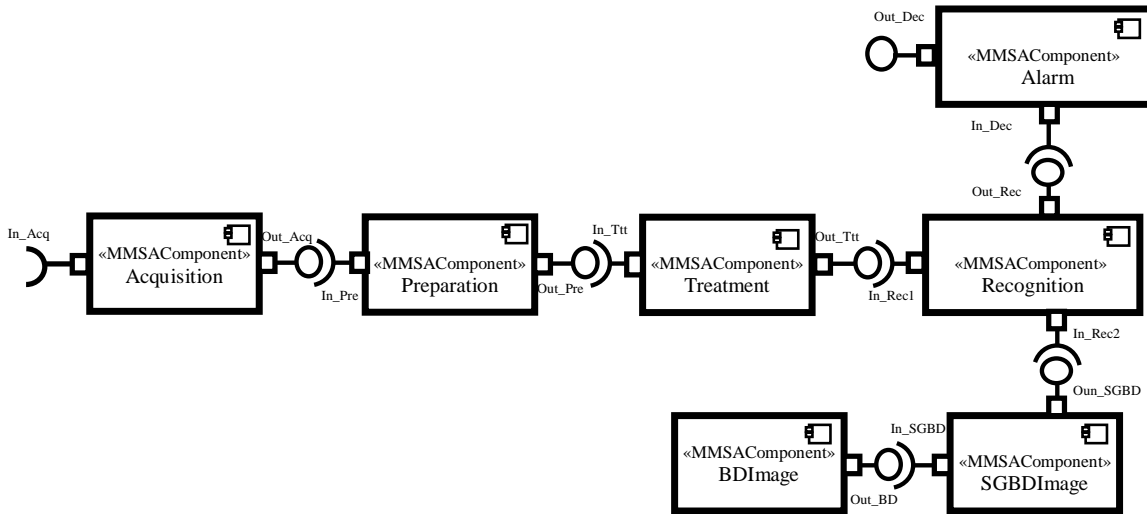 Out_Dec
«MMSAComponent»
Alarm
In_Dec
Out_Rec
In_Acq
«MMSAComponent»
Acquisition
Out_Acq
In_Pre
«MMSAComponent»
Preparation
Out_Pre
In_Ttt
«MMSAComponent»
Treatment
Out_Ttt
In_Rec1
«MMSAComponent»
Recognition
In_Rec2
Oun_SGBD
«MMSAComponent»
BDImage
Out_BD
In_SGBD
«MMSAComponent»
SGBDImage